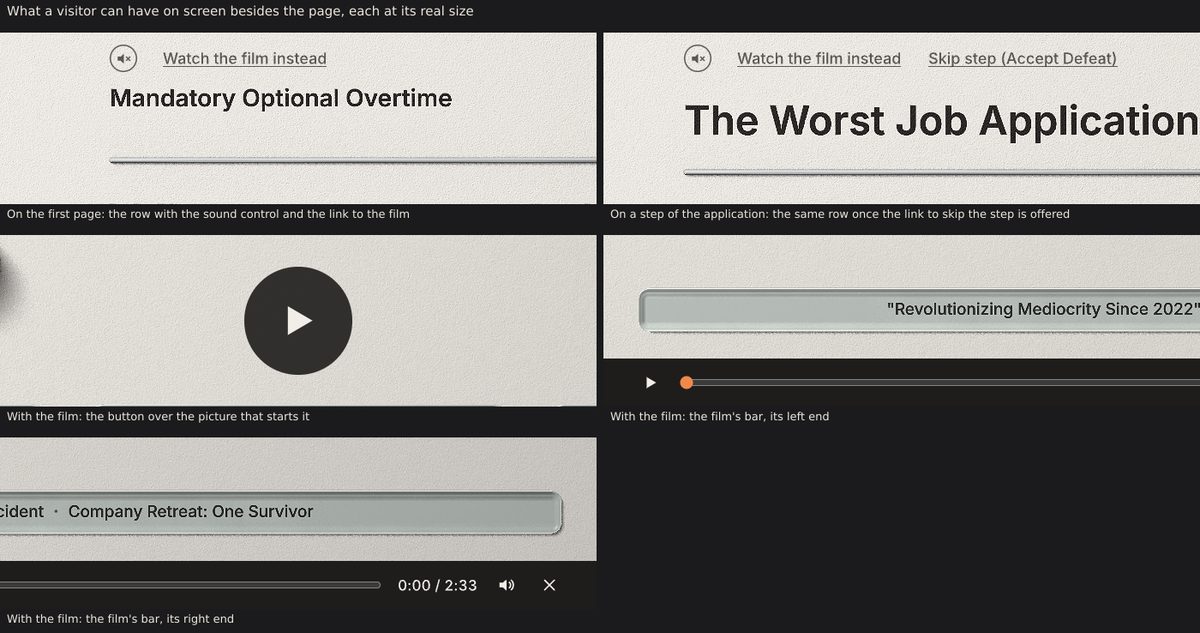 What a visitor can have on screen besides the page, each at its real size
Watch the film instead
Mandatory Optional Overtime
On the first page: the row with the sound control and the link to the film
Watch the film instead Skip step (Accept Defeat)
The Worst Job Application
On a step of the application: the same row once the link to skip the step is offered
With the film: the button over the picture that starts it
"Revolutionizing Mediocrity Since 2022"
With the film: the film's bar, its left end
cident · Company Retreat: One Survivor
0:00 / 2:33
With the film: the film's bar, its right end